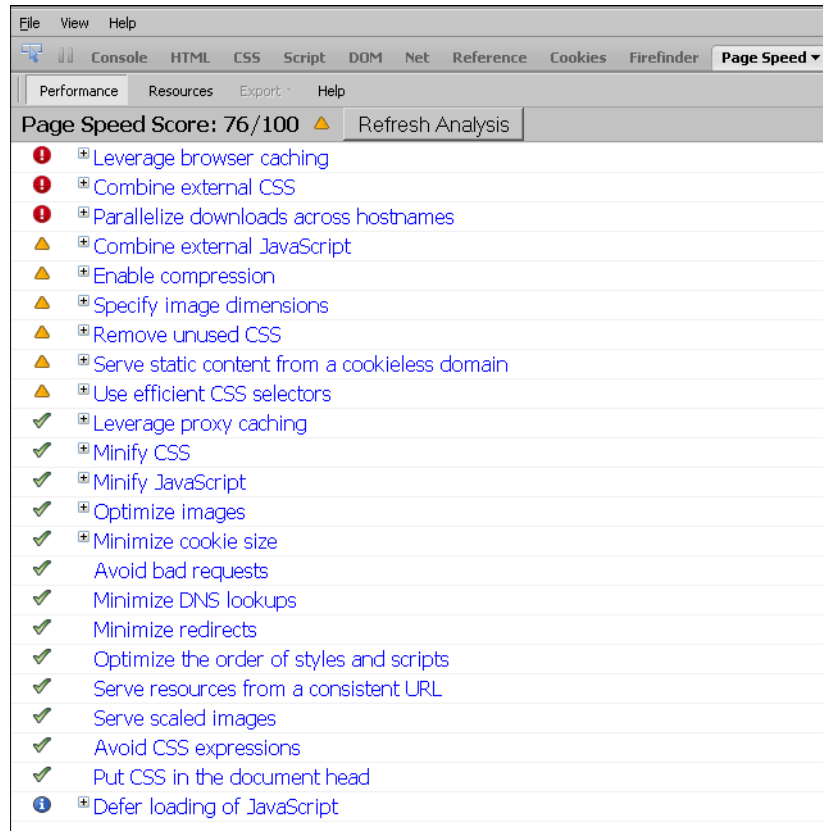 File View Help
Console HTML CSS Script DOM Net Reference Cookies Firefinder Page Speed
Performance Resources Export Help
Page Speed Score: 76/100 Refresh Analysis
Leverage browser caching
Combine external CSS
Parallelize downloads across hostnames
Combine external JavaScript
Enable compression
Specify image dimensions
Remove unused CSS
Serve static content from a cookieless domain
Use efficient CSS selectors
Leverage proxy caching
Minify CSS
Minify JavaScript
Optimize images
Minimize cookie size
Avoid bad requests
Minimize DNS lookups
Minimize redirects
Optimize the order of styles and scripts
Serve resources from a consistent URL
Serve scaled images
Avoid CSS expressions
Put CSS in the document head
Defer loading of JavaScript